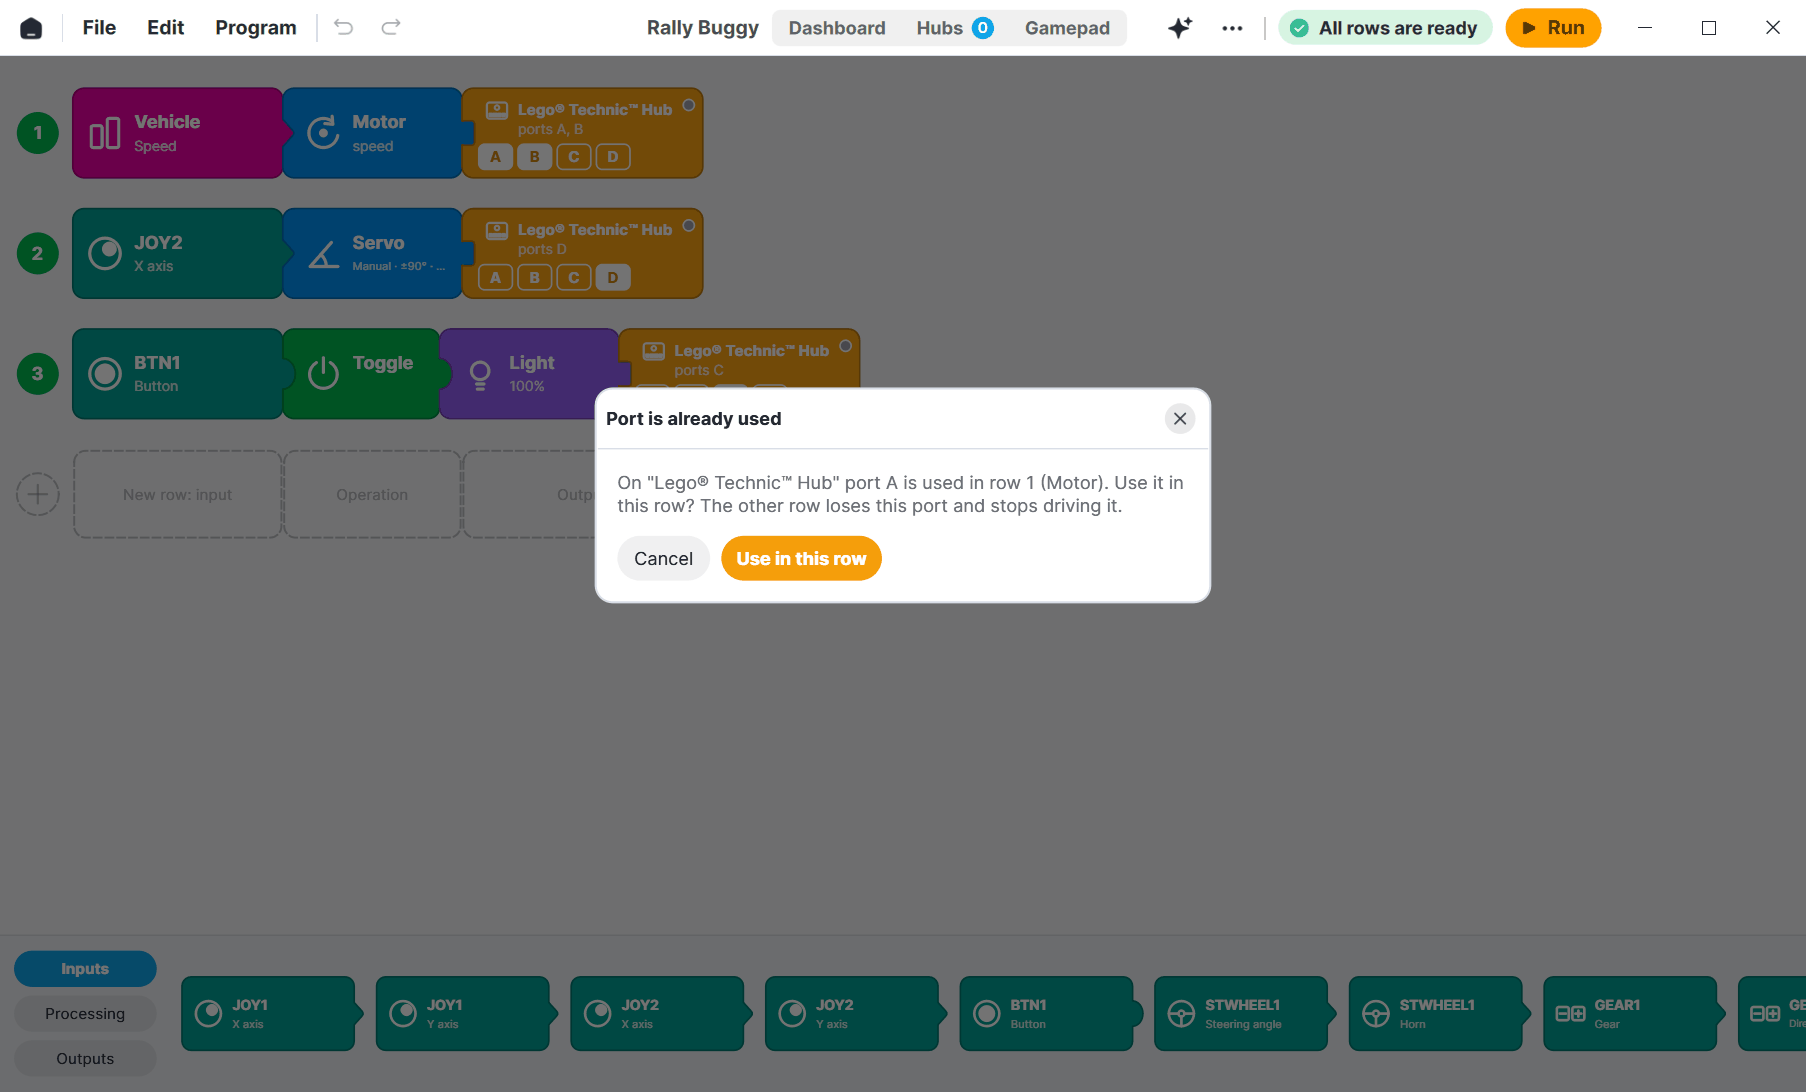 File Edit Program
Rally Buggy
Dashboard Hubs 0 Gamepad
All rows are ready
Run
1
Vehicle
Speed
Motor
speed
Lego® Technic™ Hub
ports A, B
A B C D
2
JOY2
X axis
Servo
Manual · ±90° · ...
Lego® Technic™ Hub
ports D
A B C D
3
BTN1
Button
Toggle
Light
100%
Lego® Technic™ Hub
ports C
New row: input
Operation
Port is already used
On "Lego® Technic™ Hub" port A is used in row 1 (Motor). Use it in
this row? The other row loses this port and stops driving it.
Cancel
Use in this row
Inputs
Processing
Outputs
JOY1
X axis
JOY1
Y axis
JOY2
X axis
JOY2
Y axis
BTN1
Button
STWHEEL1
Steering angle
STWHEEL1
Horn
GEAR1
Gear